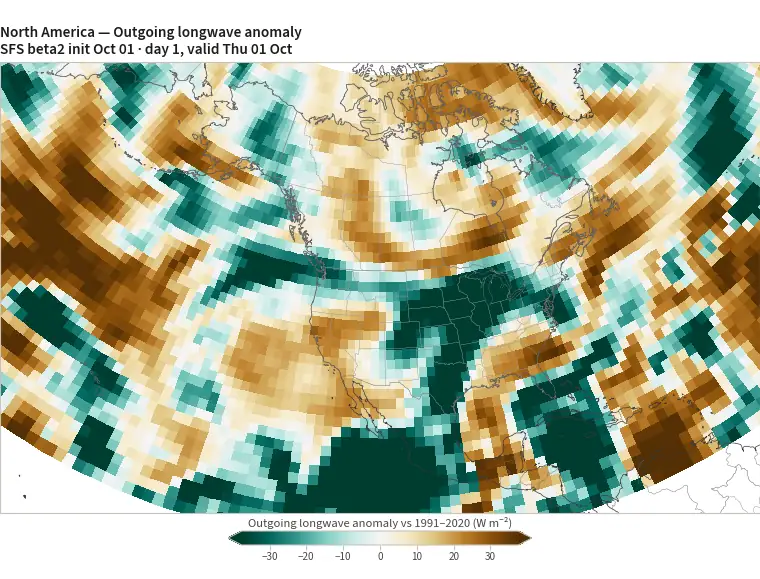 North America — Outgoing longwave anomaly
SFS beta2 init Oct 01 · day 1, valid Thu 01 Oct
Outgoing longwave anomaly vs 1991–2020 (W m⁻²)
−30 −20 −10 0 10 20 30